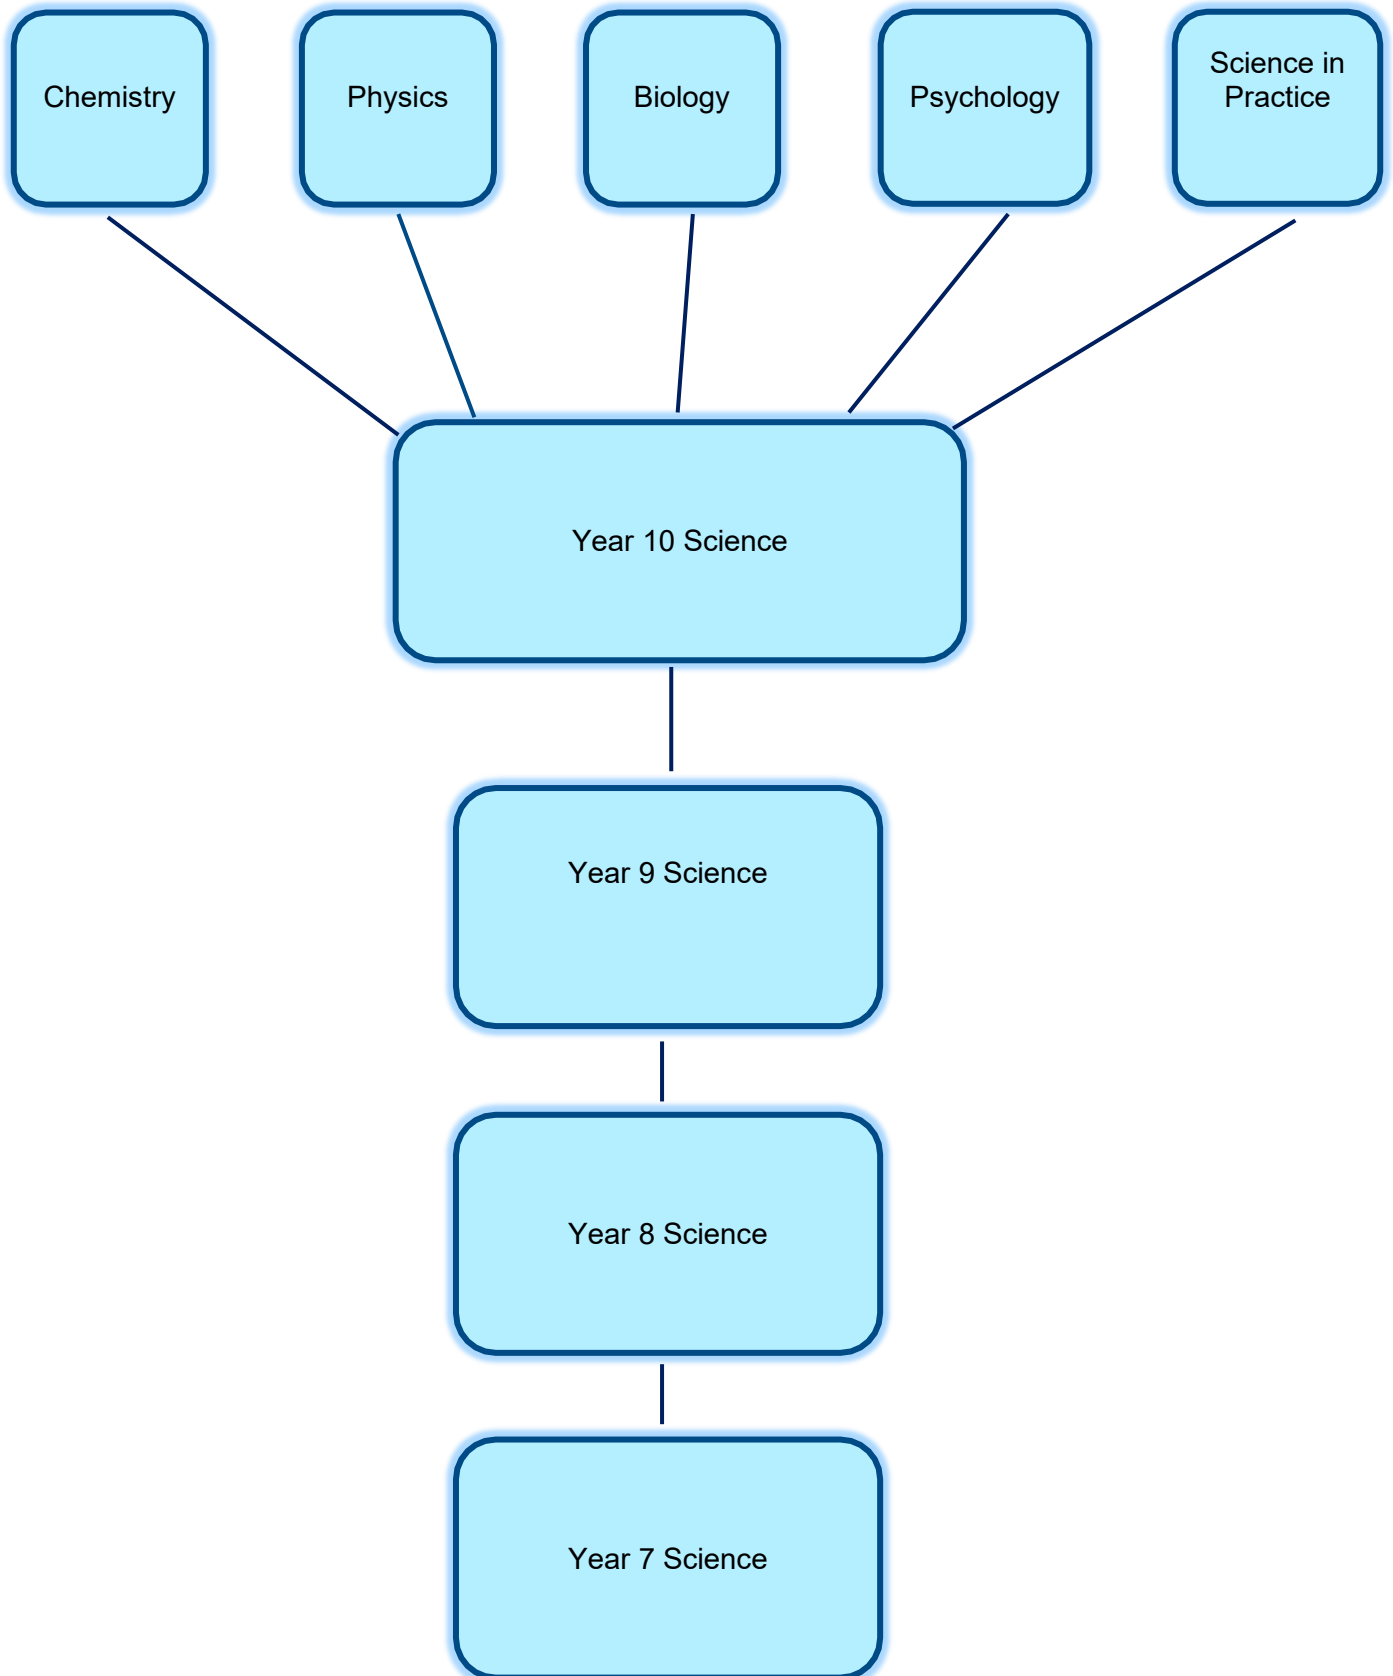 Chemistry
Physics
Biology
Psychology
Science in
Practice
Year 10 Science
Year 9 Science
Year 8 Science
Year 7 Science